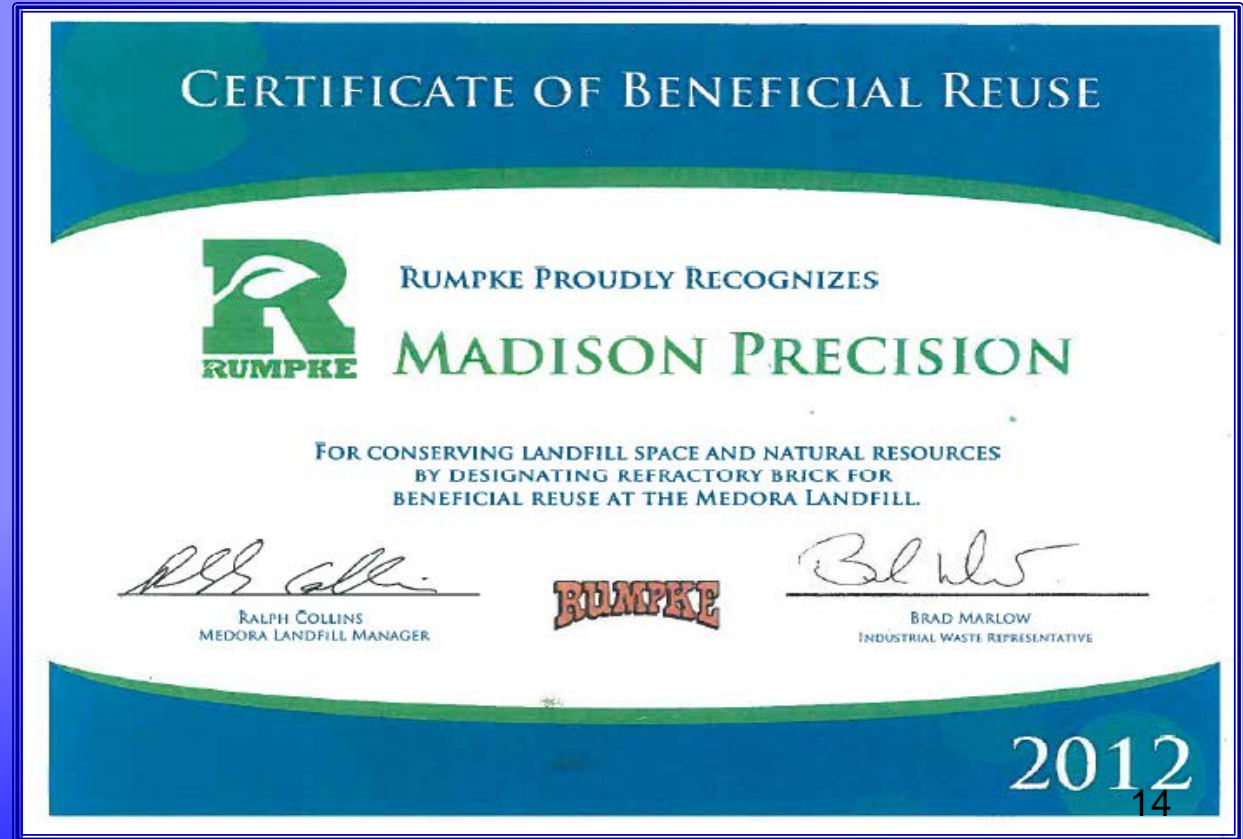 CERTIFICATE OF BENEFICIAL REUSE
RUMPKE PROUDLY RECOGNIZES
RUMPKE
MADISON PRECISION
FOR CONSERVING LANDFILL SPACE AND NATURAL RESOURCES
BY DESIGNATING REFRACTORY BRICK FOR
BENEFICIAL REUSE AT THE MEDORA LANDFILL.
RUMPKE
RALPH COLLINS
MEDORA LANDFILL MANAGER
BRAD MARLOW
INDUSTRIAL WASTE REPRESENTATIVE
2012
14